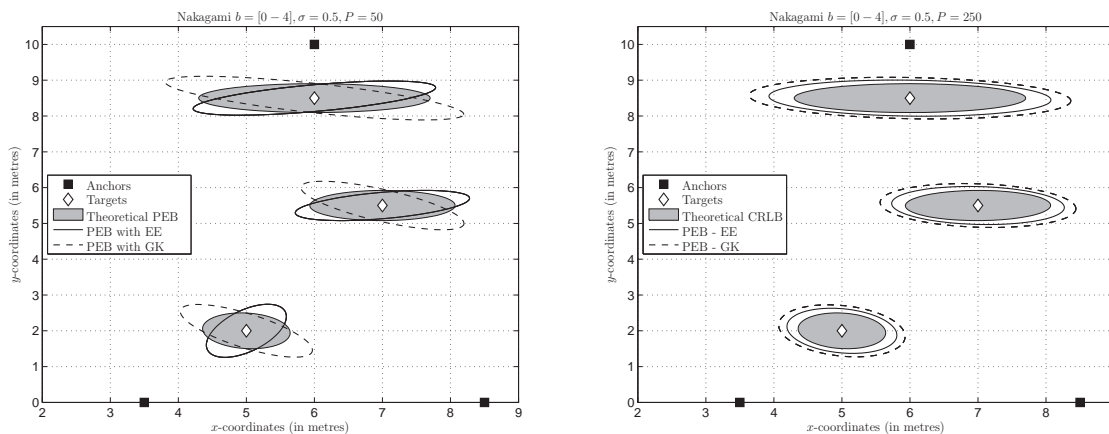 Nakagami b = [0 − 4], σ = 0.5, P = 50
10
9
8
7
6
5
4
3
2
1
0
y-coordinates (in metres)
Anchors
Targets
Theoretical PEB
PEB with EE
PEB with GK
2 3 4 5 6 7 8 9
x-coordinates (in metres)
Nakagami b = [0 − 4], σ = 0.5, P = 250
10
9
8
7
6
5
4
3
2
1
0
y-coordinates (in metres)
Anchors
Targets
Theoretical CRLB
PEB - EE
PEB - GK
2 3 4 5 6 7 8
x-coordinates (in metres)